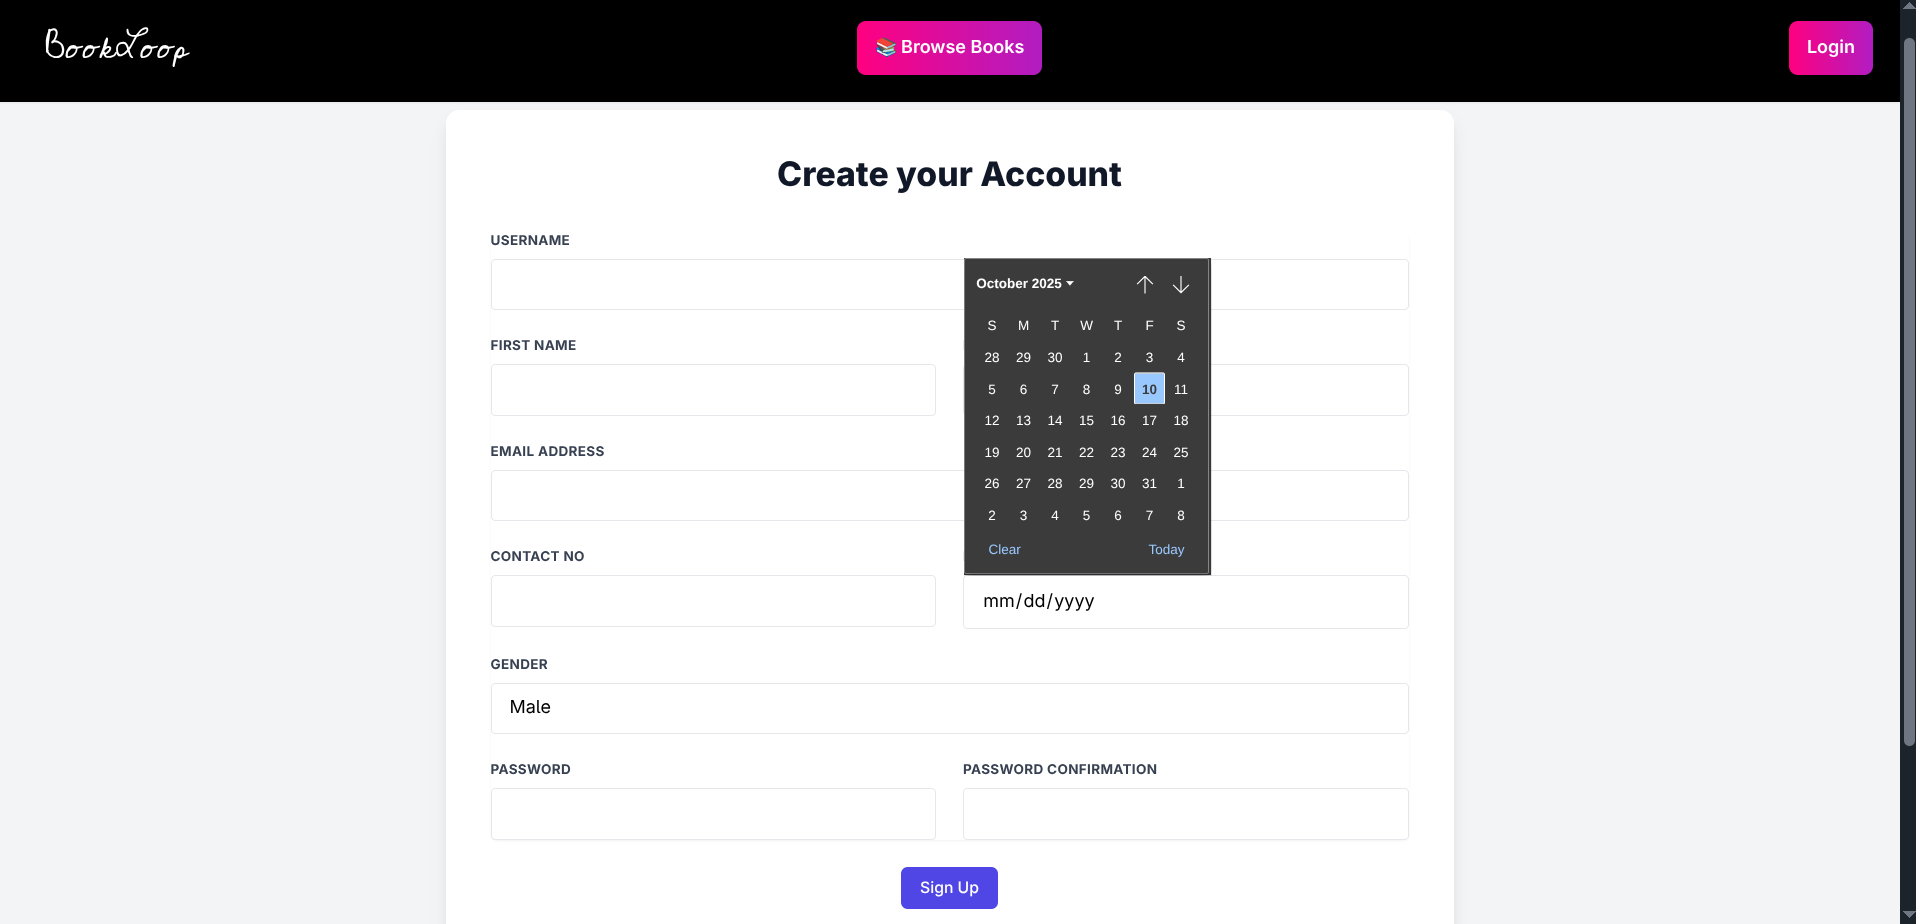 BookLoop
📚 Browse Books
Login
Create your Account
USERNAME
FIRST NAME
EMAIL ADDRESS
October 2025
S M T W T F S
28 29 30 1 2 3 4
5 6 7 8 9 10 11
12 13 14 15 16 17 18
19 20 21 22 23 24 25
26 27 28 29 30 31 1
2 3 4 5 6 7 8
Clear Today
CONTACT NO
mm/dd/yyyy
GENDER
Male
PASSWORD
PASSWORD CONFIRMATION
Sign Up